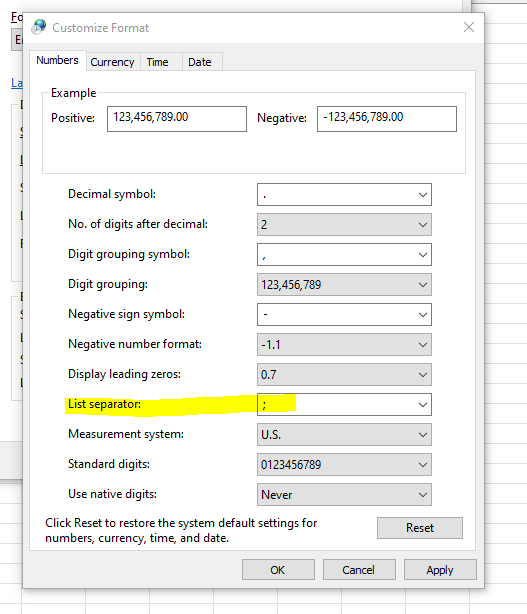 Customize Format
Numbers Currency Time Date
Example
Positive: 123,456,789.00 Negative: -123,456,789.00
Decimal symbol: .
No. of digits after decimal: 2
Digit grouping symbol: ,
Digit grouping: 123,456,789
Negative sign symbol: -
Negative number format: -1.1
Display leading zeros: 0.7
List separator: ;
Measurement system: U.S.
Standard digits: 0123456789
Use native digits: Never
Click Reset to restore the system default settings for
numbers, currency, time, and date.
Reset
OK Cancel Apply